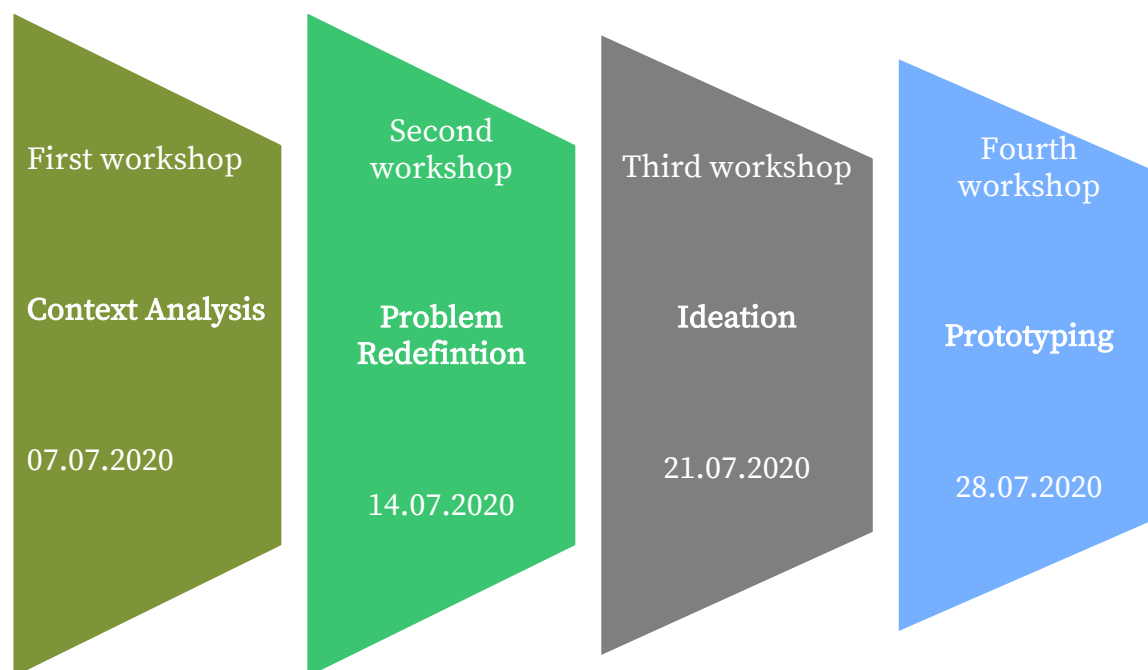 First workshop
Context Analysis
07.07.2020
Second
workshop
Problem
Redefintion
14.07.2020
Third workshop
Ideation
21.07.2020
Fourth
workshop
Prototyping
28.07.2020